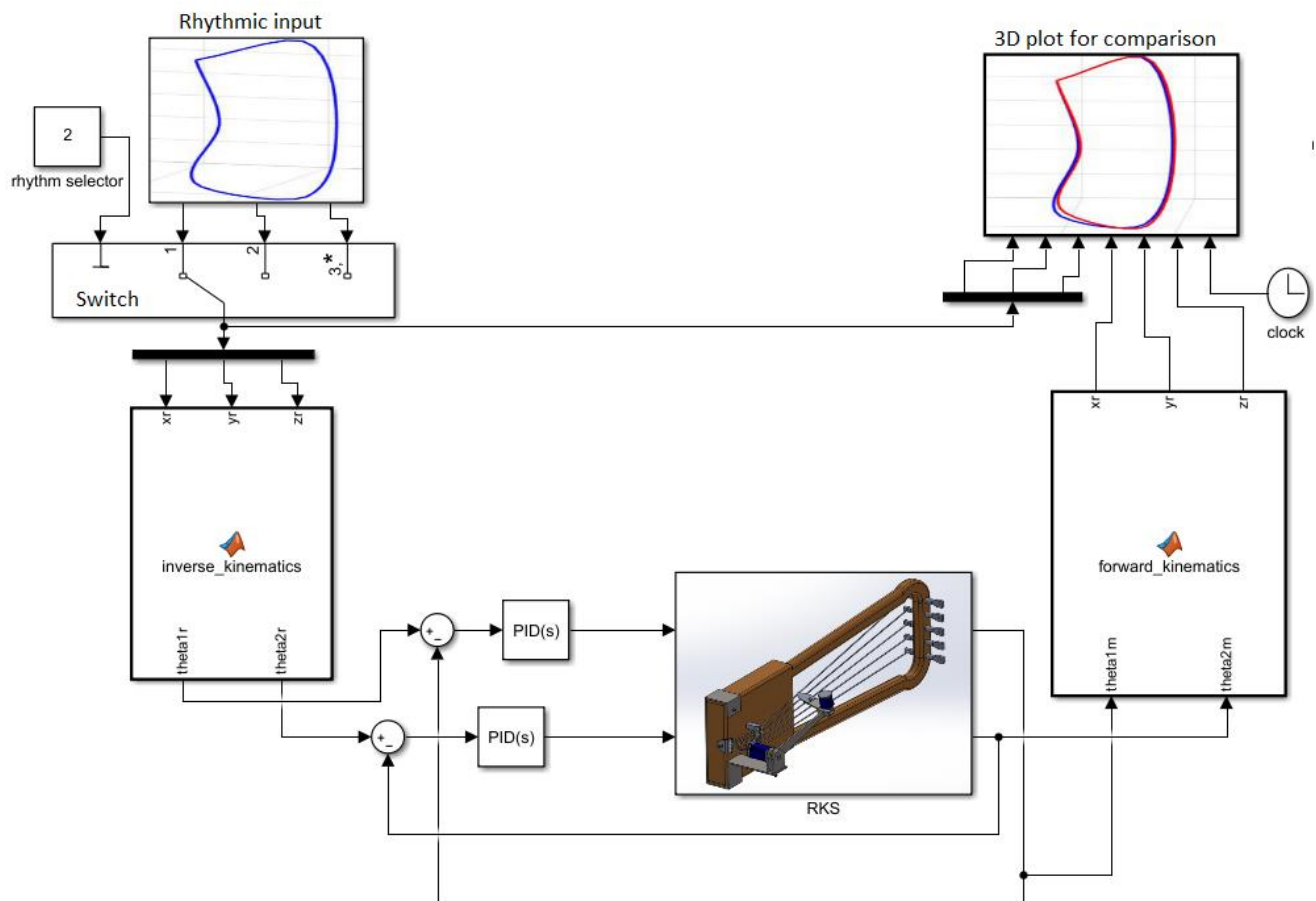 Rhythmic input
3D plot for comparison
2
rhythm selector
1
2
3,*
Switch
clock
xr
yr
zr
xr
yr
zr
inverse_kinematics
forward_kinematics
theta1r
theta2r
+
−
PID(s)
theta1m
theta2m
+
−
PID(s)
RKS